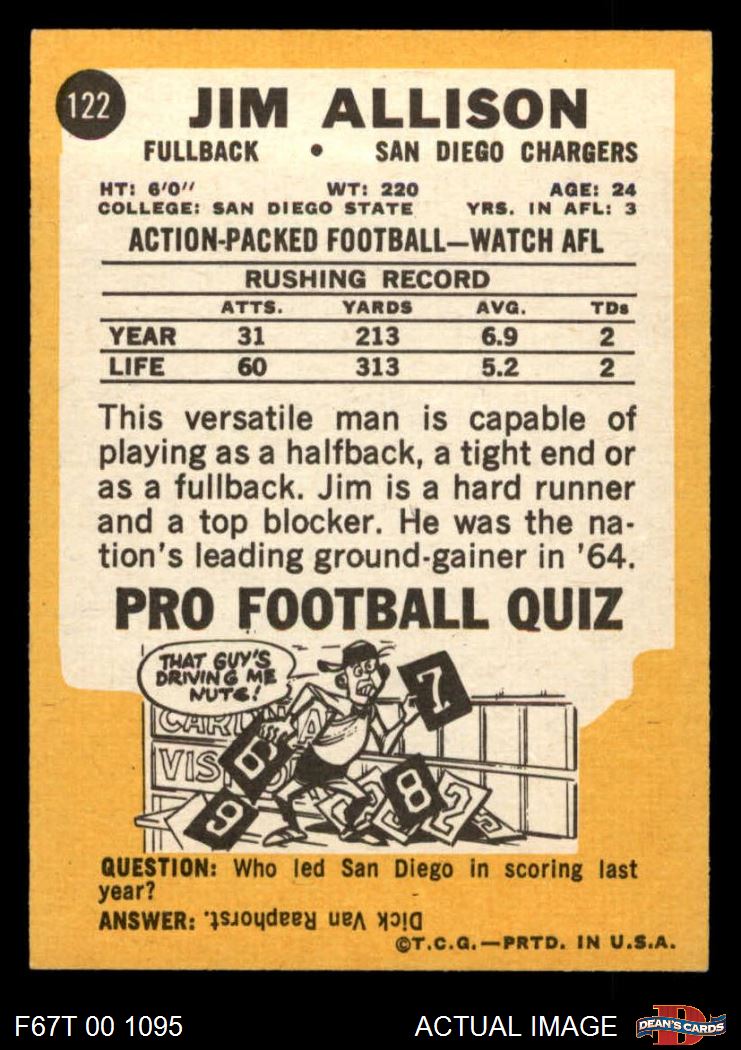 122
JIM ALLISON
FULLBACK • SAN DIEGO CHARGERS
HT: 6'0" WT: 220 AGE: 24
COLLEGE: SAN DIEGO STATE YRS. IN AFL: 3
ACTION-PACKED FOOTBALL—WATCH AFL
RUSHING RECORD
ATTS. YARDS AVG. TDs
YEAR 31 213 6.9 2
LIFE 60 313 5.2 2
This versatile man is capable of
playing as a halfback, a tight end or
as a fullback. Jim is a hard runner
and a top blocker. He was the na-
tion's leading ground-gainer in '64.
PRO FOOTBALL QUIZ
THAT GUY'S
DRIVING ME
NUTS!
7
6
8
2
9
QUESTION: Who led San Diego in scoring last
year?
ANSWER: Dick Van Raaphorst.
©T.C.G.—PRTD. IN U.S.A.
F67T 00 1095 ACTUAL IMAGE DEAN'S CARDS